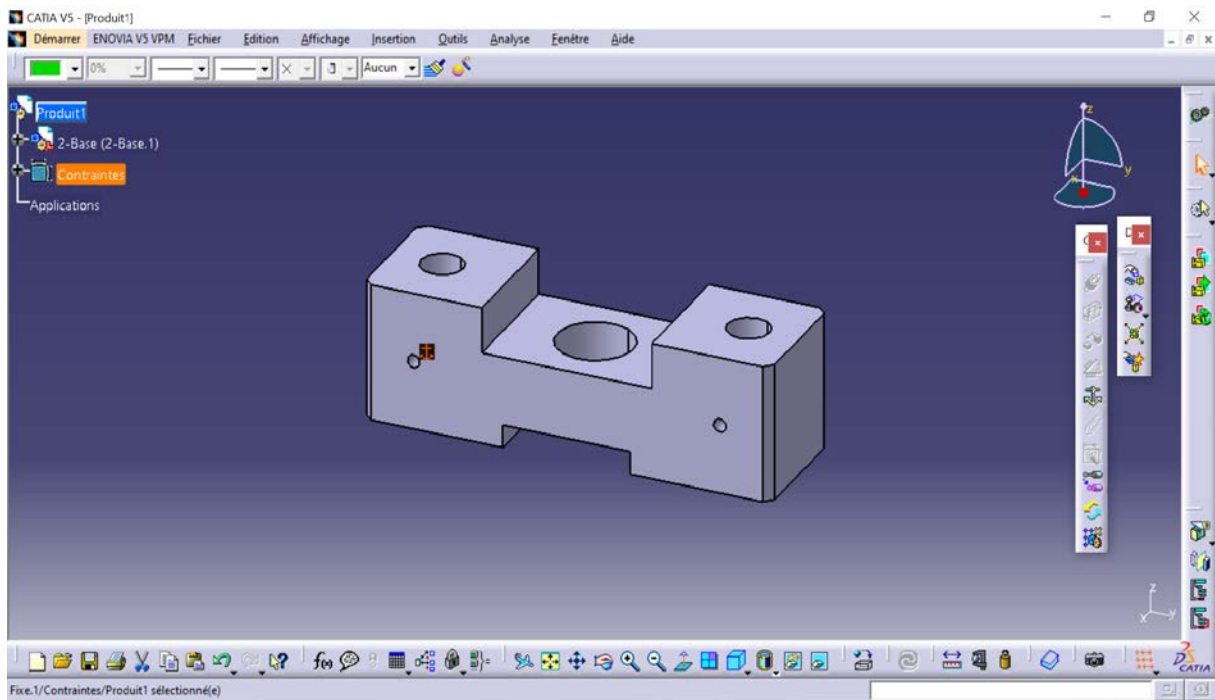 CATIA V5 - [Produit1]
Démarrer ENOVIA V5 VPM Fichier Edition Affichage Insertion Outils Analyse Fenêtre Aide
0% Aucun
Produit1
2-Base (2-Base.1)
Contraintes
Applications
z
y
x
z
y
x
f(x)
CATIA
Fixe.1/Contraintes/Produit1 sélectionné(e)